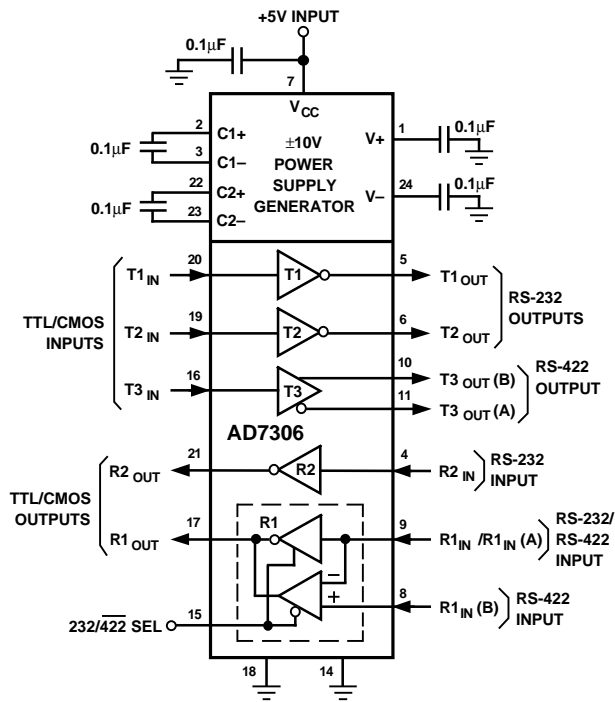 +5V INPUT
0.1µF
7
VCC
2
C1+
0.1µF
3
C1–
22
C2+
0.1µF
23
C2–
±10V
POWER
SUPPLY
GENERATOR
V+
1
0.1µF
V–
24
0.1µF
TTL/CMOS
INPUTS
T1IN
20
T1
5
T1OUT
T2IN
19
T2
6
T2OUT
RS-232
OUTPUTS
T3IN
16
T3
10
T3OUT (B)
11
T3OUT (A)
RS-422
OUTPUT
AD7306
TTL/CMOS
OUTPUTS
R2OUT
21
R2
4
R2IN
RS-232
INPUT
R1OUT
17
R1
9
R1IN /R1IN (A)
RS-232/
RS-422
INPUT
–
+
8
R1IN (B)
RS-422
INPUT
232/4̅2̅2̅ SEL
15
18
14